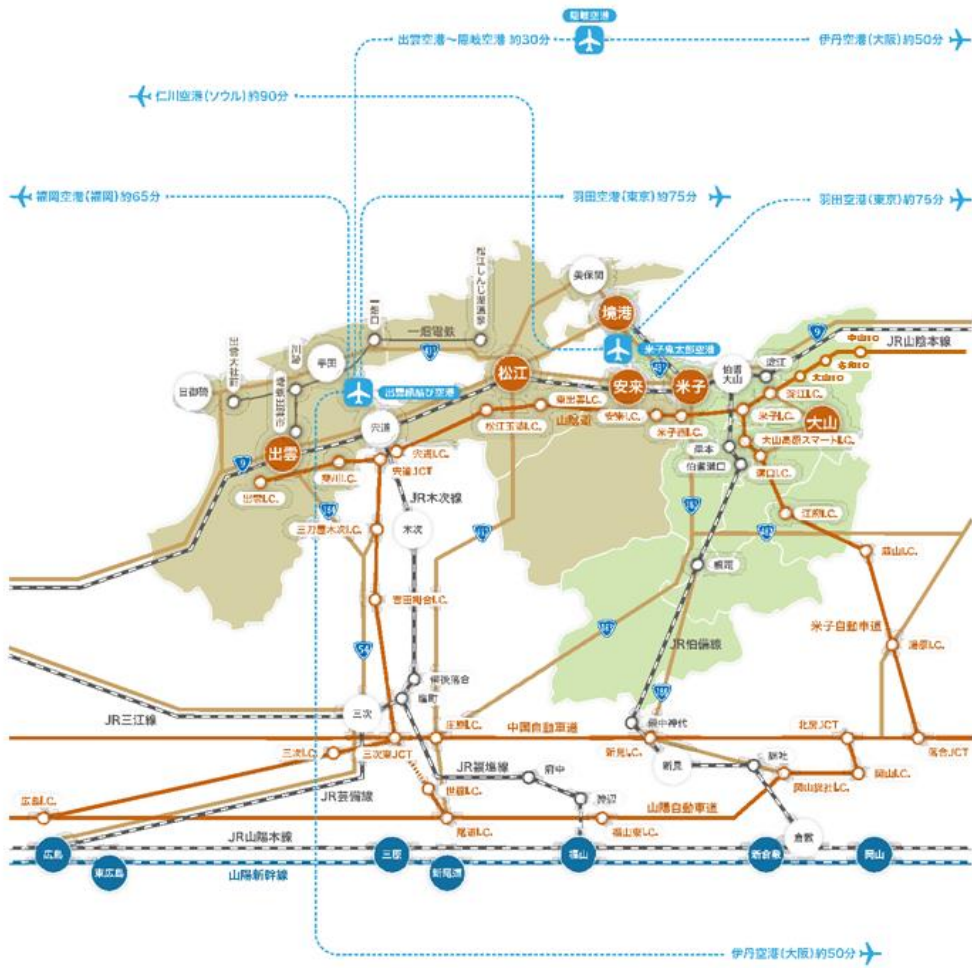 隠岐空港
出雲空港～隠岐空港 約30分
伊丹空港(大阪)約50分
仁川空港(ソウル)約90分
福岡空港(福岡)約65分
羽田空港(東京)約75分
羽田空港(東京)約75分
美保関
松江しんじ湖温泉
境港
一畑口
一畑電鉄
431
米子鬼太郎空港
9
中山I.C
JR山陰本線
出雲大社前
川跡
平田
松江
安来
米子
伯耆大山
淀江
大山I.C
日御碕
出雲縁結び空港
東出雲I.C.
山陰道
安来I.C.
米子西I.C.
米子I.C.
淀江I.C.
大山
松江玉造I.C.
大山高原スマートI.C.
出雲
宍道
宍道I.C.
宍道JCT
岸本
伯耆溝口
溝口I.C.
9
斐川I.C.
出雲I.C.
JR木次線
184
三刀屋木次I.C.
木次
江府I.C.
蒜山I.C.
根雨
吉田掛合I.C.
米子自動車道
湯原I.C.
54
JR伯備線
備後落合
塩町
JR三江線
三次
庄原I.C.
中国自動車道
備中神代
北房JCT
三次I.C.
三次東JCT
新見I.C.
落合JCT
新見
総社
JR福塩線
府中
岡山総社I.C.
岡山I.C.
JR芸備線
世羅I.C.
広島I.C.
尾道I.C.
福山東I.C.
山陽自動車道
JR山陽本線
倉敷
広島
三原
福山
新倉敷
岡山
東広島
山陽新幹線
新尾道
伊丹空港(大阪)約50分